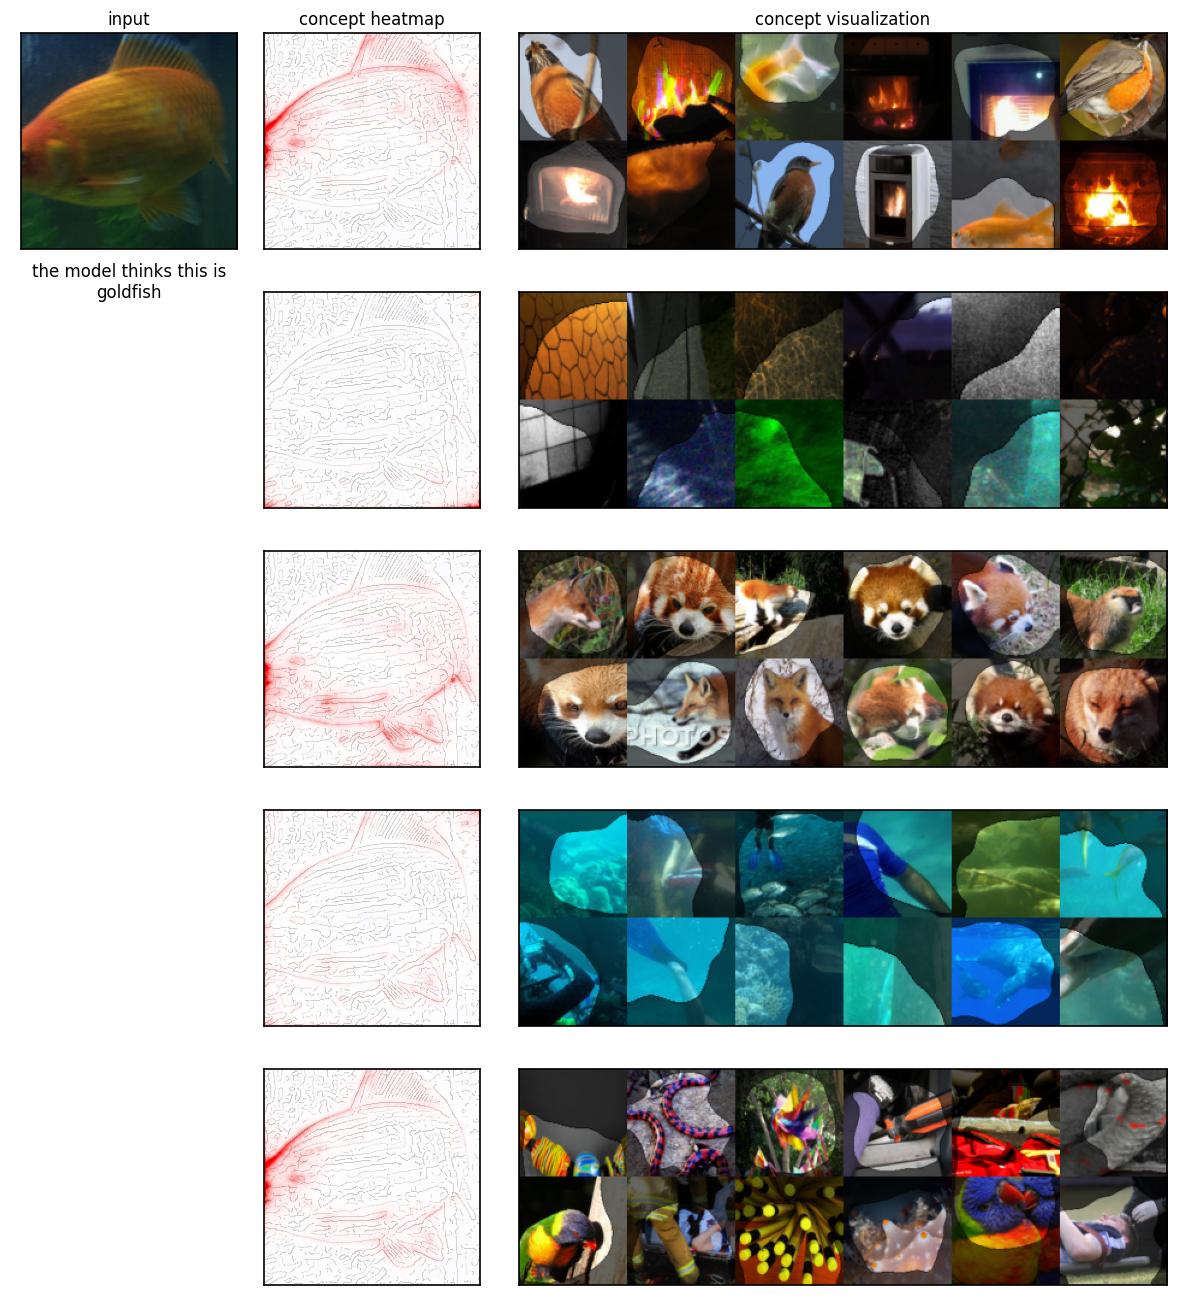 input
concept heatmap
concept visualization
the model thinks this is
goldfish
PHOTOS